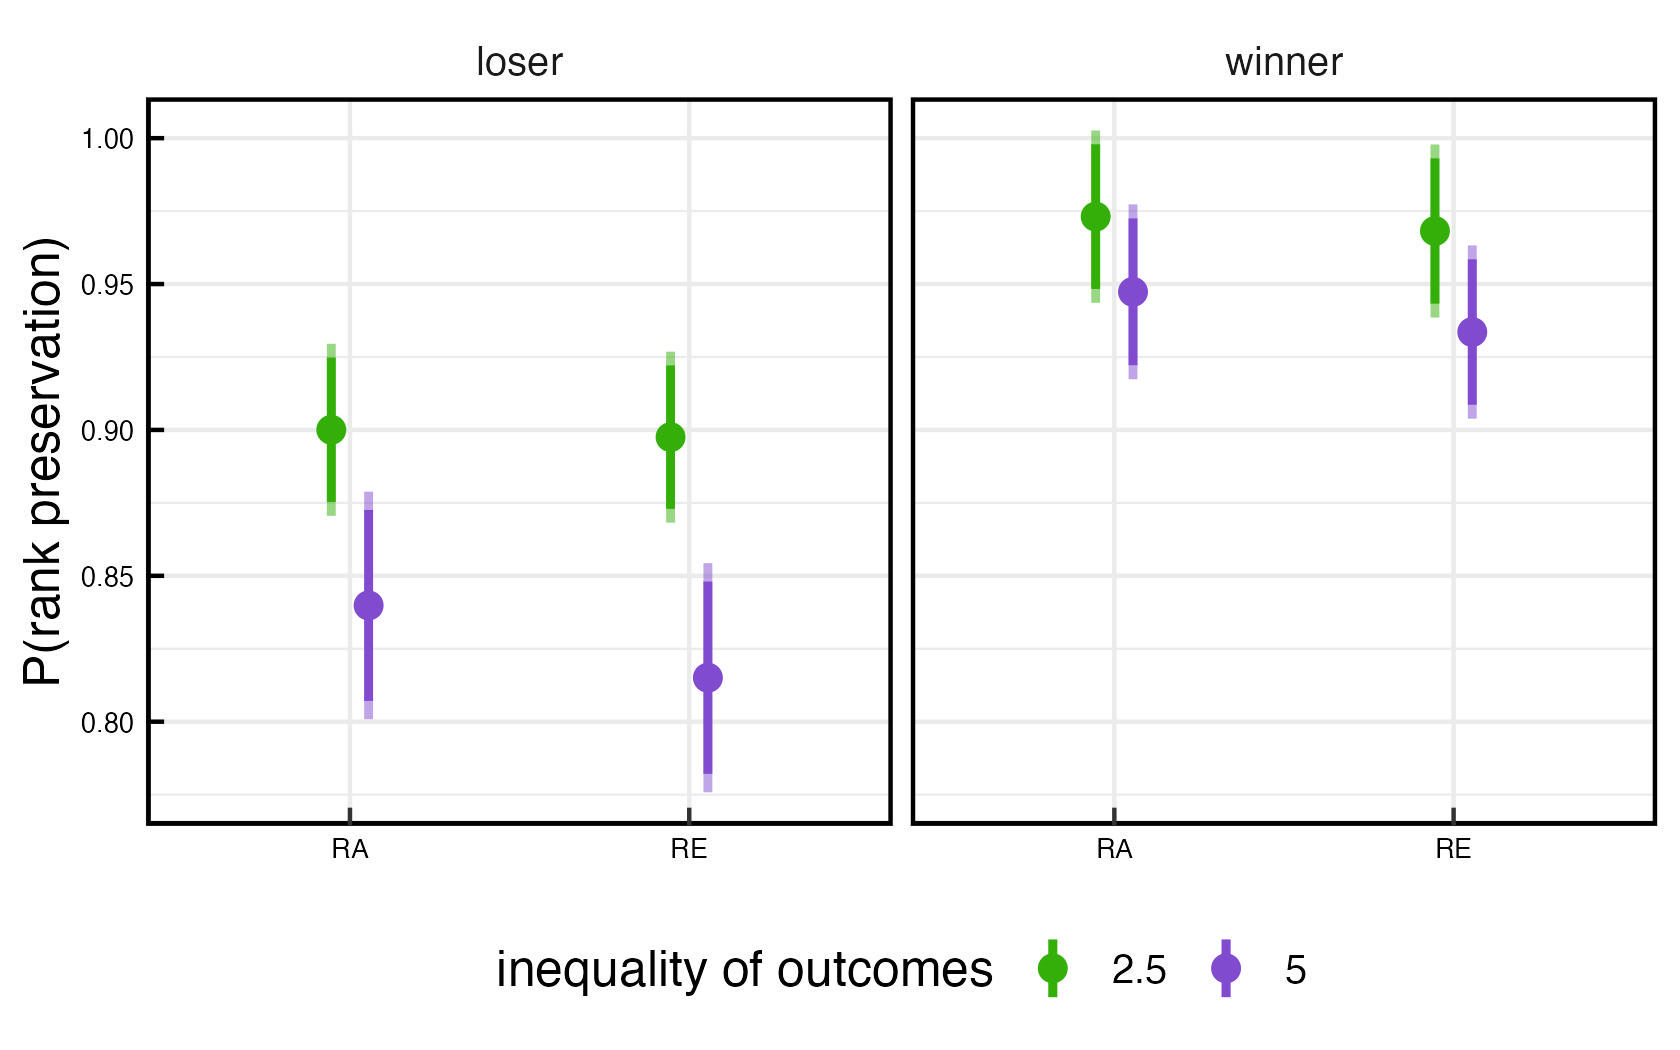 loser winner
P(rank preservation)
1.00
0.95
0.90
0.85
0.80
RA RE RA RE
inequality of outcomes 2.5 5